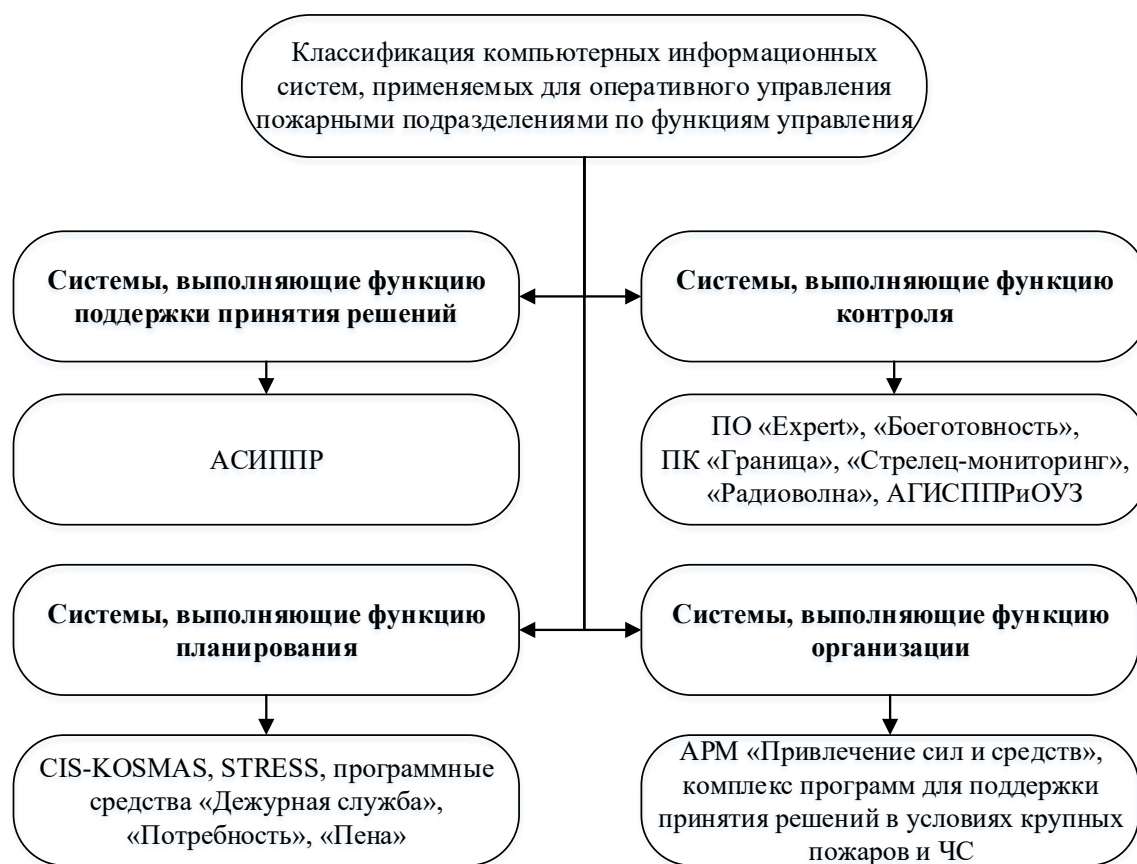 Классификация компьютерных информационных
систем, применяемых для оперативного управления
пожарными подразделениями по функциям управления
Системы, выполняющие функцию
поддержки принятия решений
Системы, выполняющие функцию
контроля
АСИППР
ПО «Expert», «Боеготовность»,
ПК «Граница», «Стрелец-мониторинг»,
«Радиоволна», АГИСППРиОУЗ
Системы, выполняющие функцию
планирования
Системы, выполняющие функцию
организации
CIS-KOSMAS, STRESS, программные
средства «Дежурная служба»,
«Потребность», «Пена»
АРМ «Привлечение сил и средств»,
комплекс программ для поддержки
принятия решений в условиях крупных
пожаров и ЧС